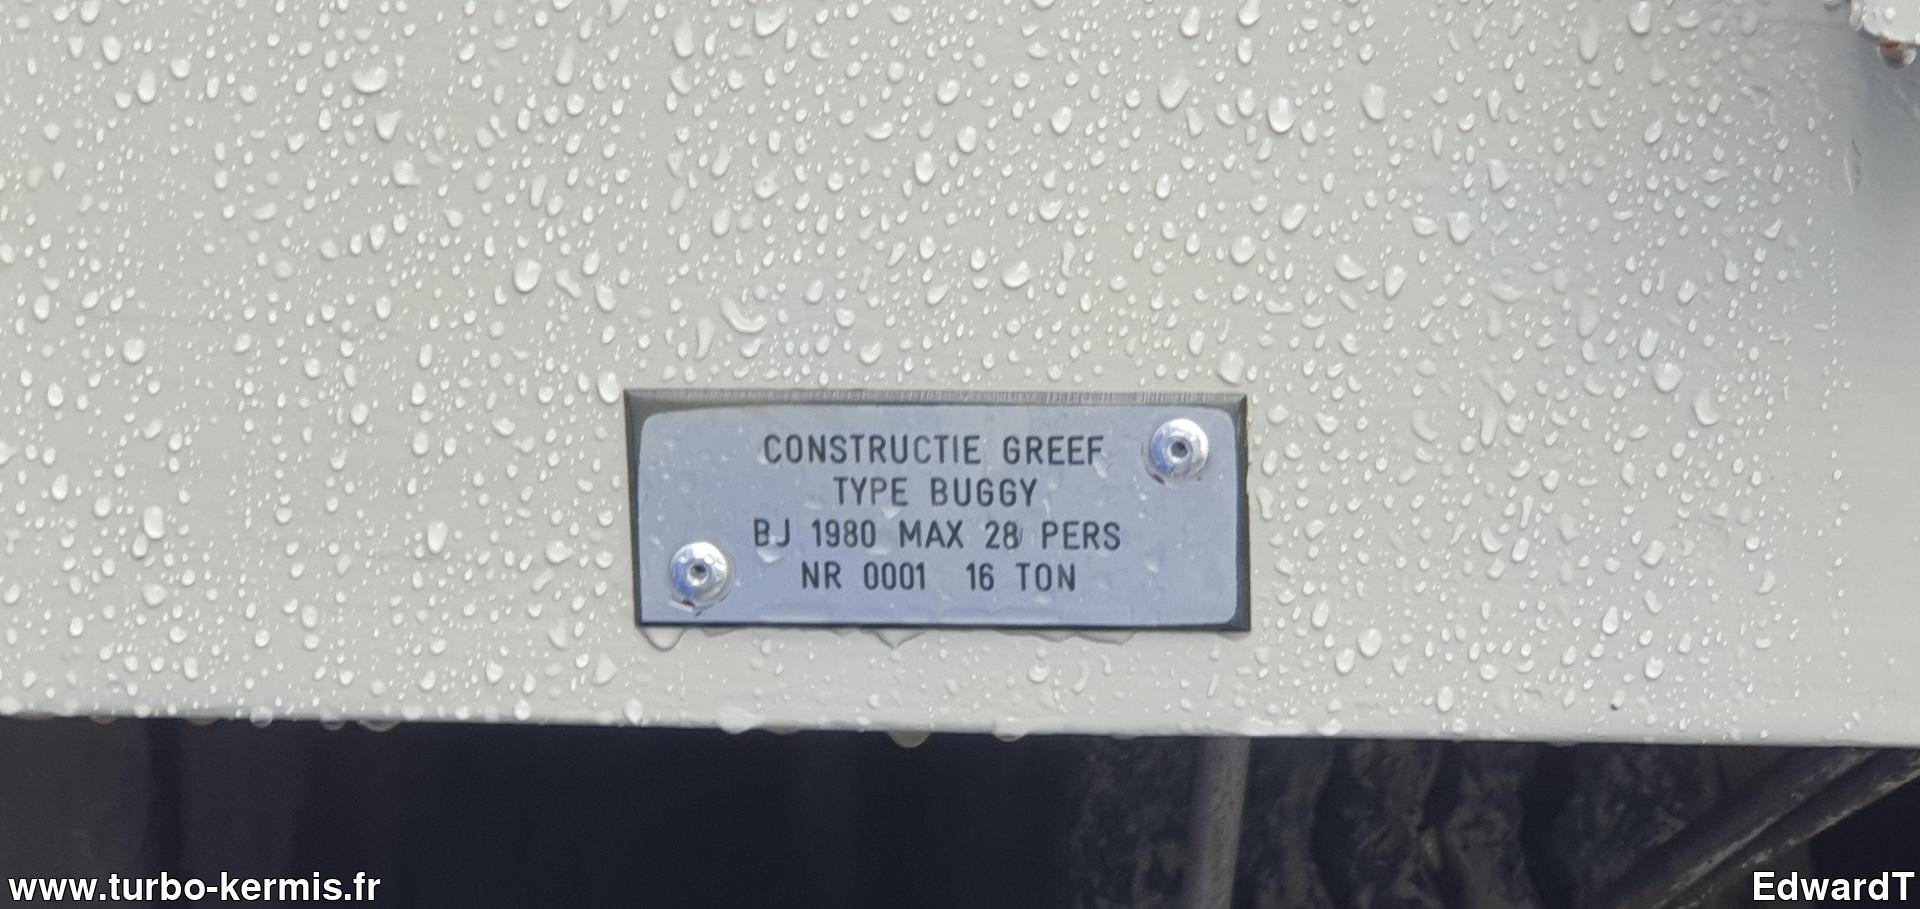 CONSTRUCTIE GREEF
TYPE BUGGY
BJ 1980 MAX 28 PERS
NR 0001 16 TON
www.turbo-kermis.fr
EdwardT